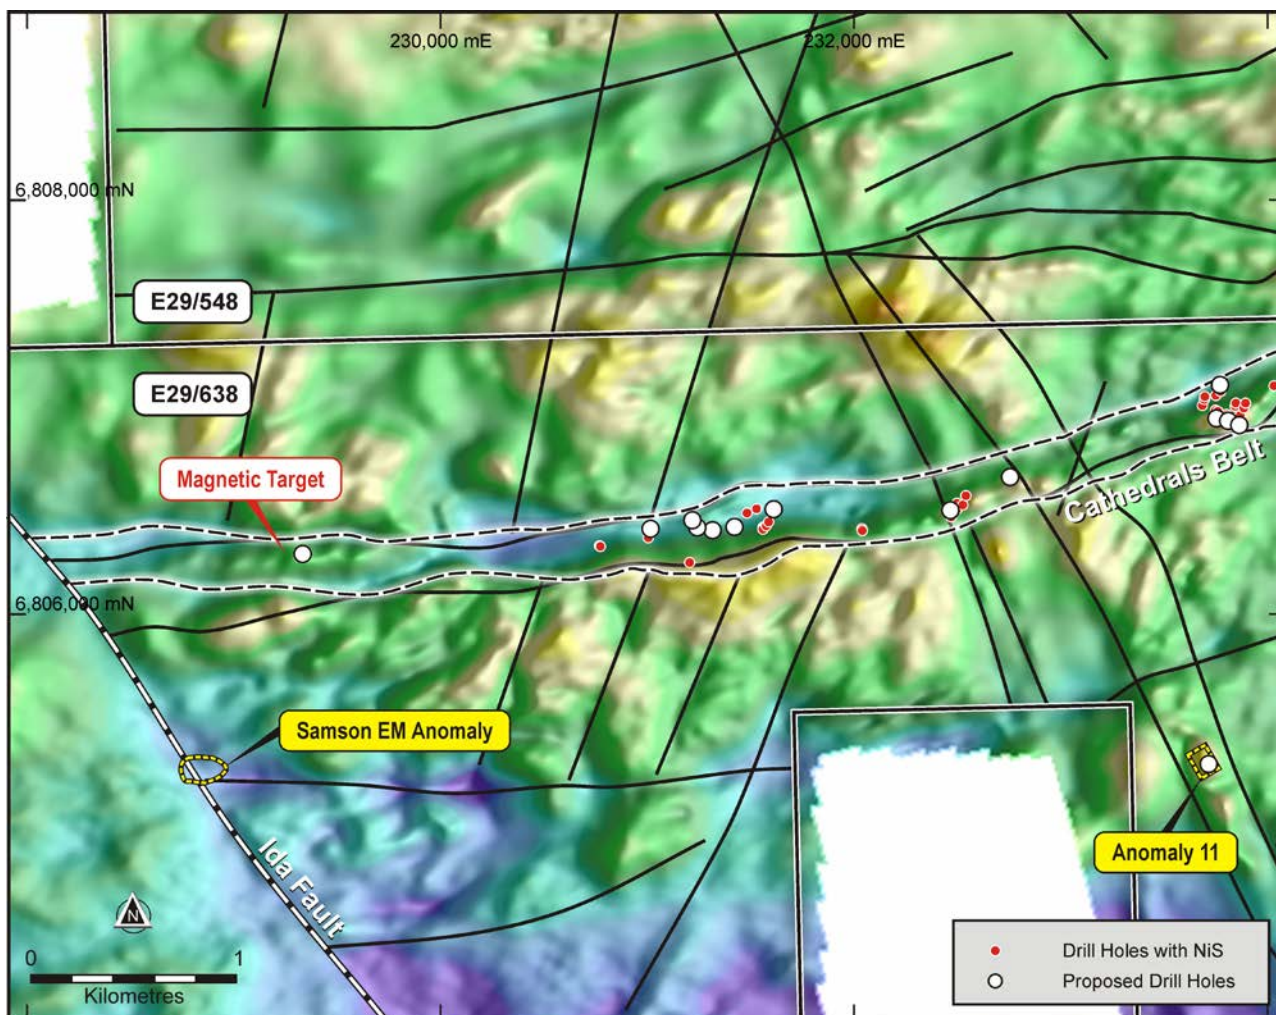 230,000 mE
232,000 mE
6,808,000 mN
E29/548
E29/638
Magnetic Target
Cathedrals Belt
6,806,000 mN
Samson EM Anomaly
Anomaly 11
Ida Fault
N
0 1
Kilometres
Drill Holes with NiS
Proposed Drill Holes